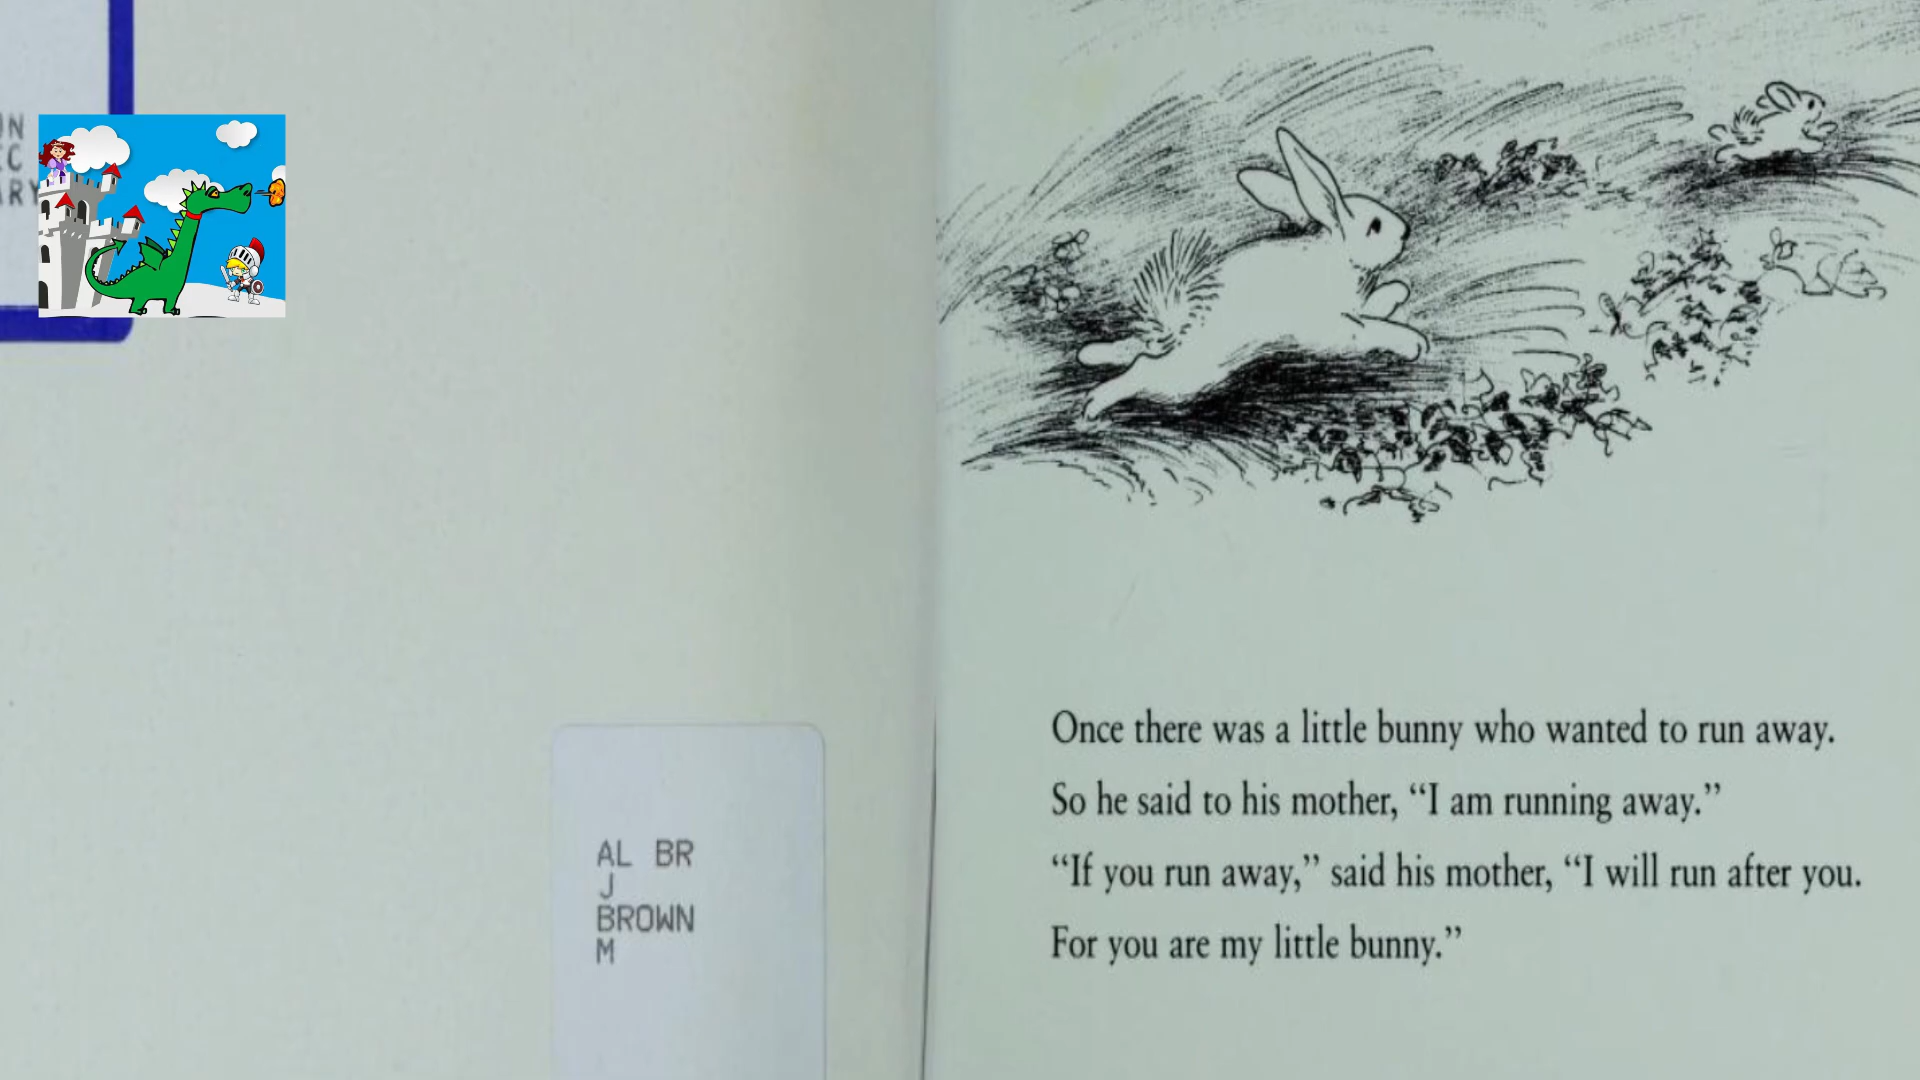 AL BR
J
BROWN
M
Once there was a little bunny who wanted to run away.
So he said to his mother, “I am running away.”
“If you run away,” said his mother, “I will run after you.
For you are my little bunny.”